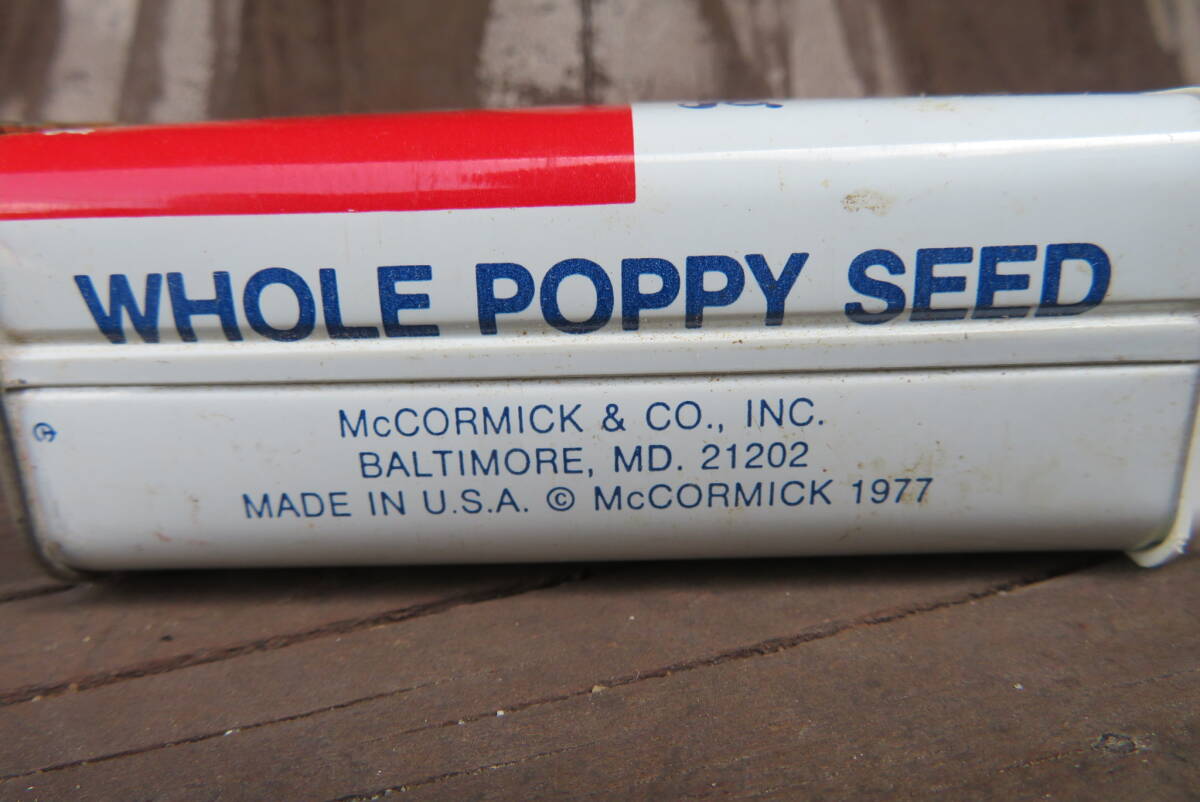 WHOLE POPPY SEED
McCORMICK & CO., INC.
BALTIMORE, MD. 21202
MADE IN U.S.A. © McCORMICK 1977